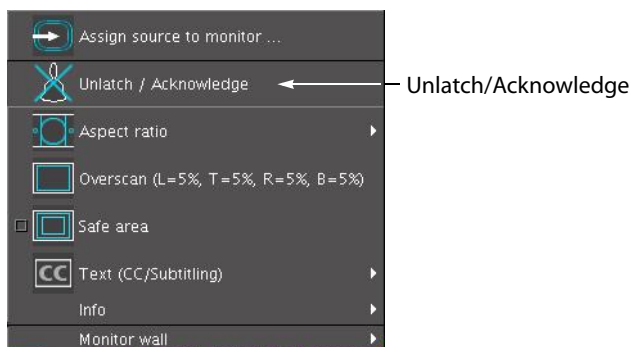 Assign source to monitor ...
Unlatch / Acknowledge
Unlatch/Acknowledge
Aspect ratio
Overscan (L=5%, T=5%, R=5%, B=5%)
Safe area
CC Text (CC/Subtitling)
Info
Monitor wall